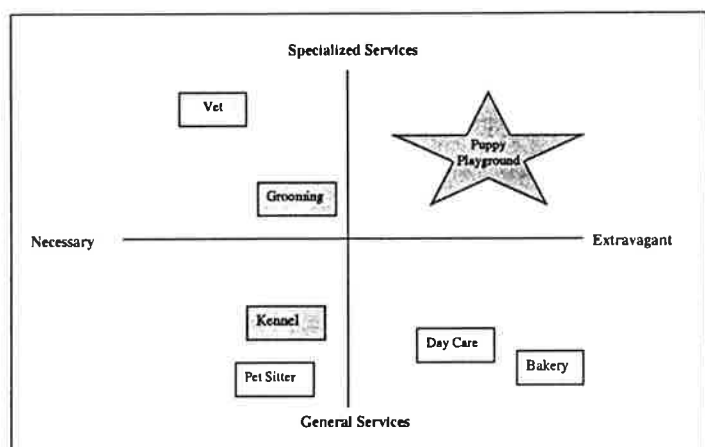 Specialized Services
Vet
Puppy
Playground
Grooming
Necessary
Extravagant
Kennel
Day Care
Bakery
Pet Sitter
General Services